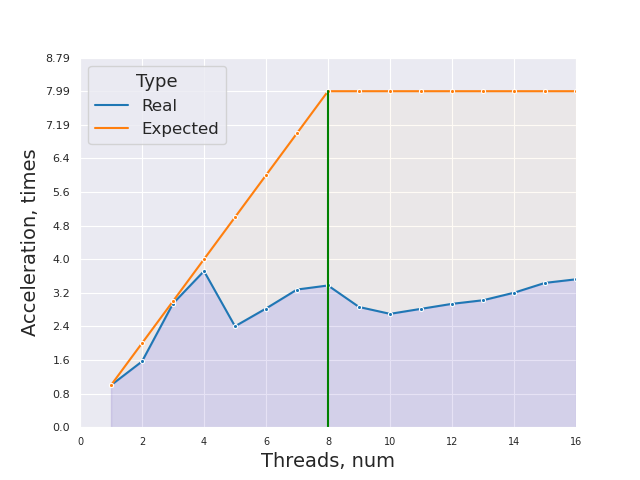 8.79
7.99
7.19
6.4
5.6
4.8
4.0
3.2
2.4
1.6
0.8
0.0
Acceleration, times
Type
Real
Expected
0 2 4 6 8 10 12 14 16
Threads, num